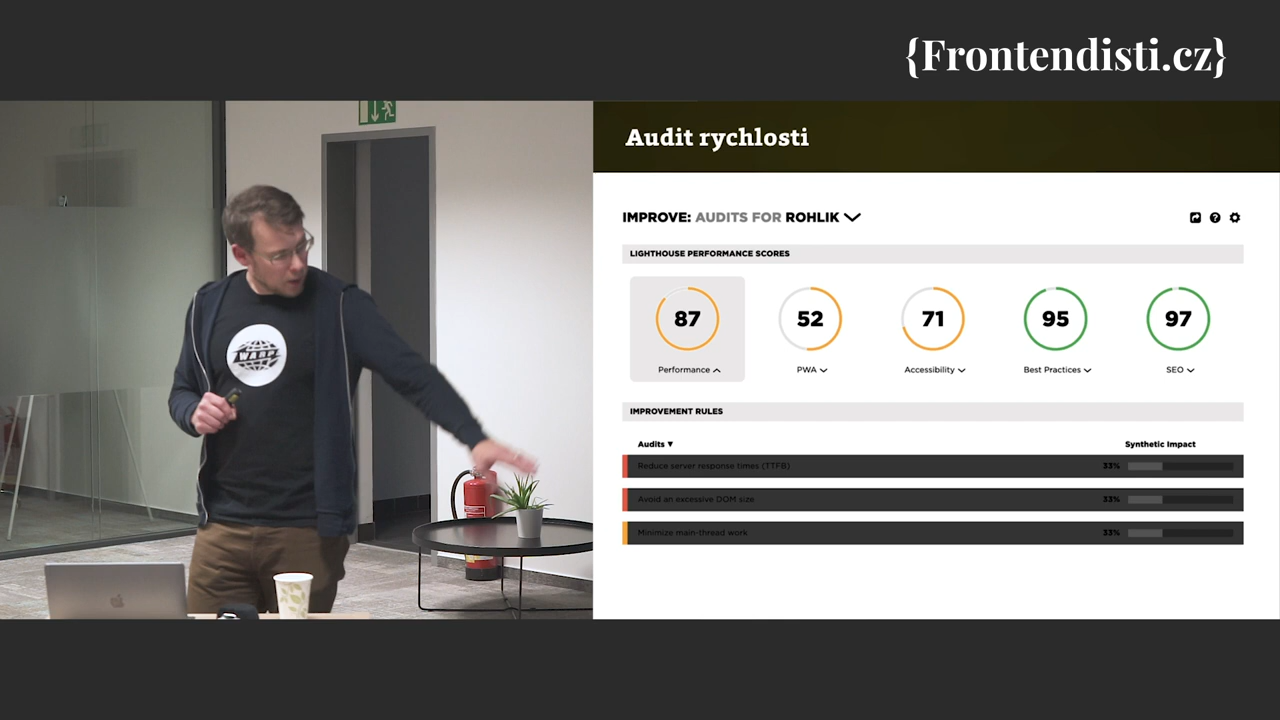 {Frontendisti.cz}
WARP
Audit rychlosti
IMPROVE: AUDITS FOR ROHLIK
LIGHTHOUSE PERFORMANCE SCORES
87 52 71 95 97
Performance PWA Accessibility Best Practices SEO
IMPROVEMENT RULES
Audits ▼ Synthetic Impact
Reduce server response times (TTFB) 33%
Avoid an excessive DOM size 33%
Minimize main-thread work 33%